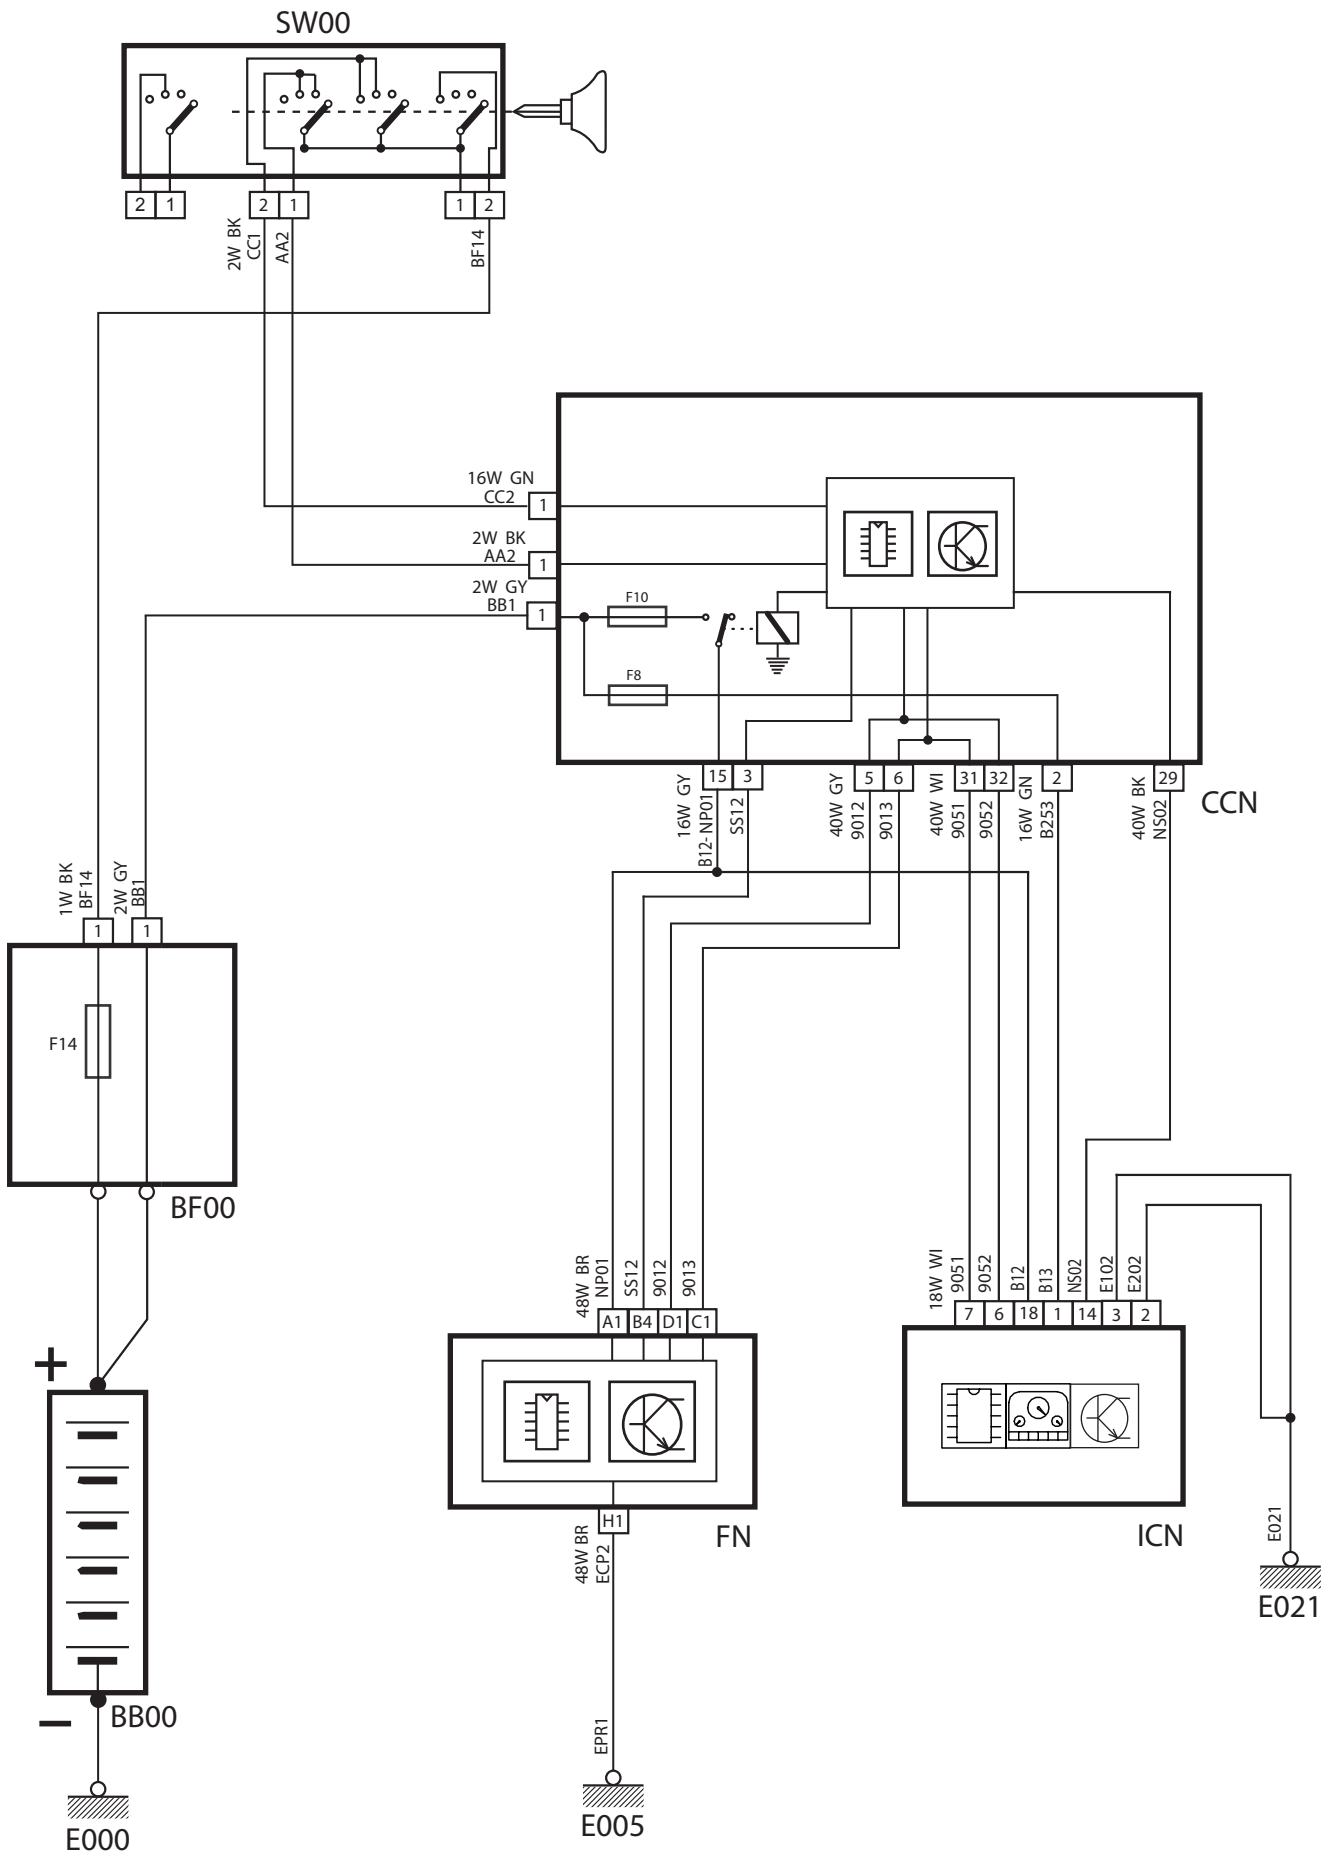 SW00
2 1 2 1 1 2
2W BK
CC1
AA2
BF14
16W GN
CC2
1
2W BK
AA2
1
2W GY
BB1
1
F10
F8
15 3 5 6 31 32 2 29
CCN
16W GY
B12- NP01
SS12
40W GY
9012
9013
40W WI
9051
9052
16W GN
B253
40W BK
NS02
1W BK
BF14
2W GY
BB1
1 1
F14
BF00
48W BR
NP01
SS12
9012
9013
A1 B4 D1 C1
18W WI
9051
9052
B12
B13
NS02
E102
E202
7 6 18 1 14 3 2
+
H1
FN
48W BR
ECP2
ICN
E021
E021
−
BB00
EPR1
E000
E005